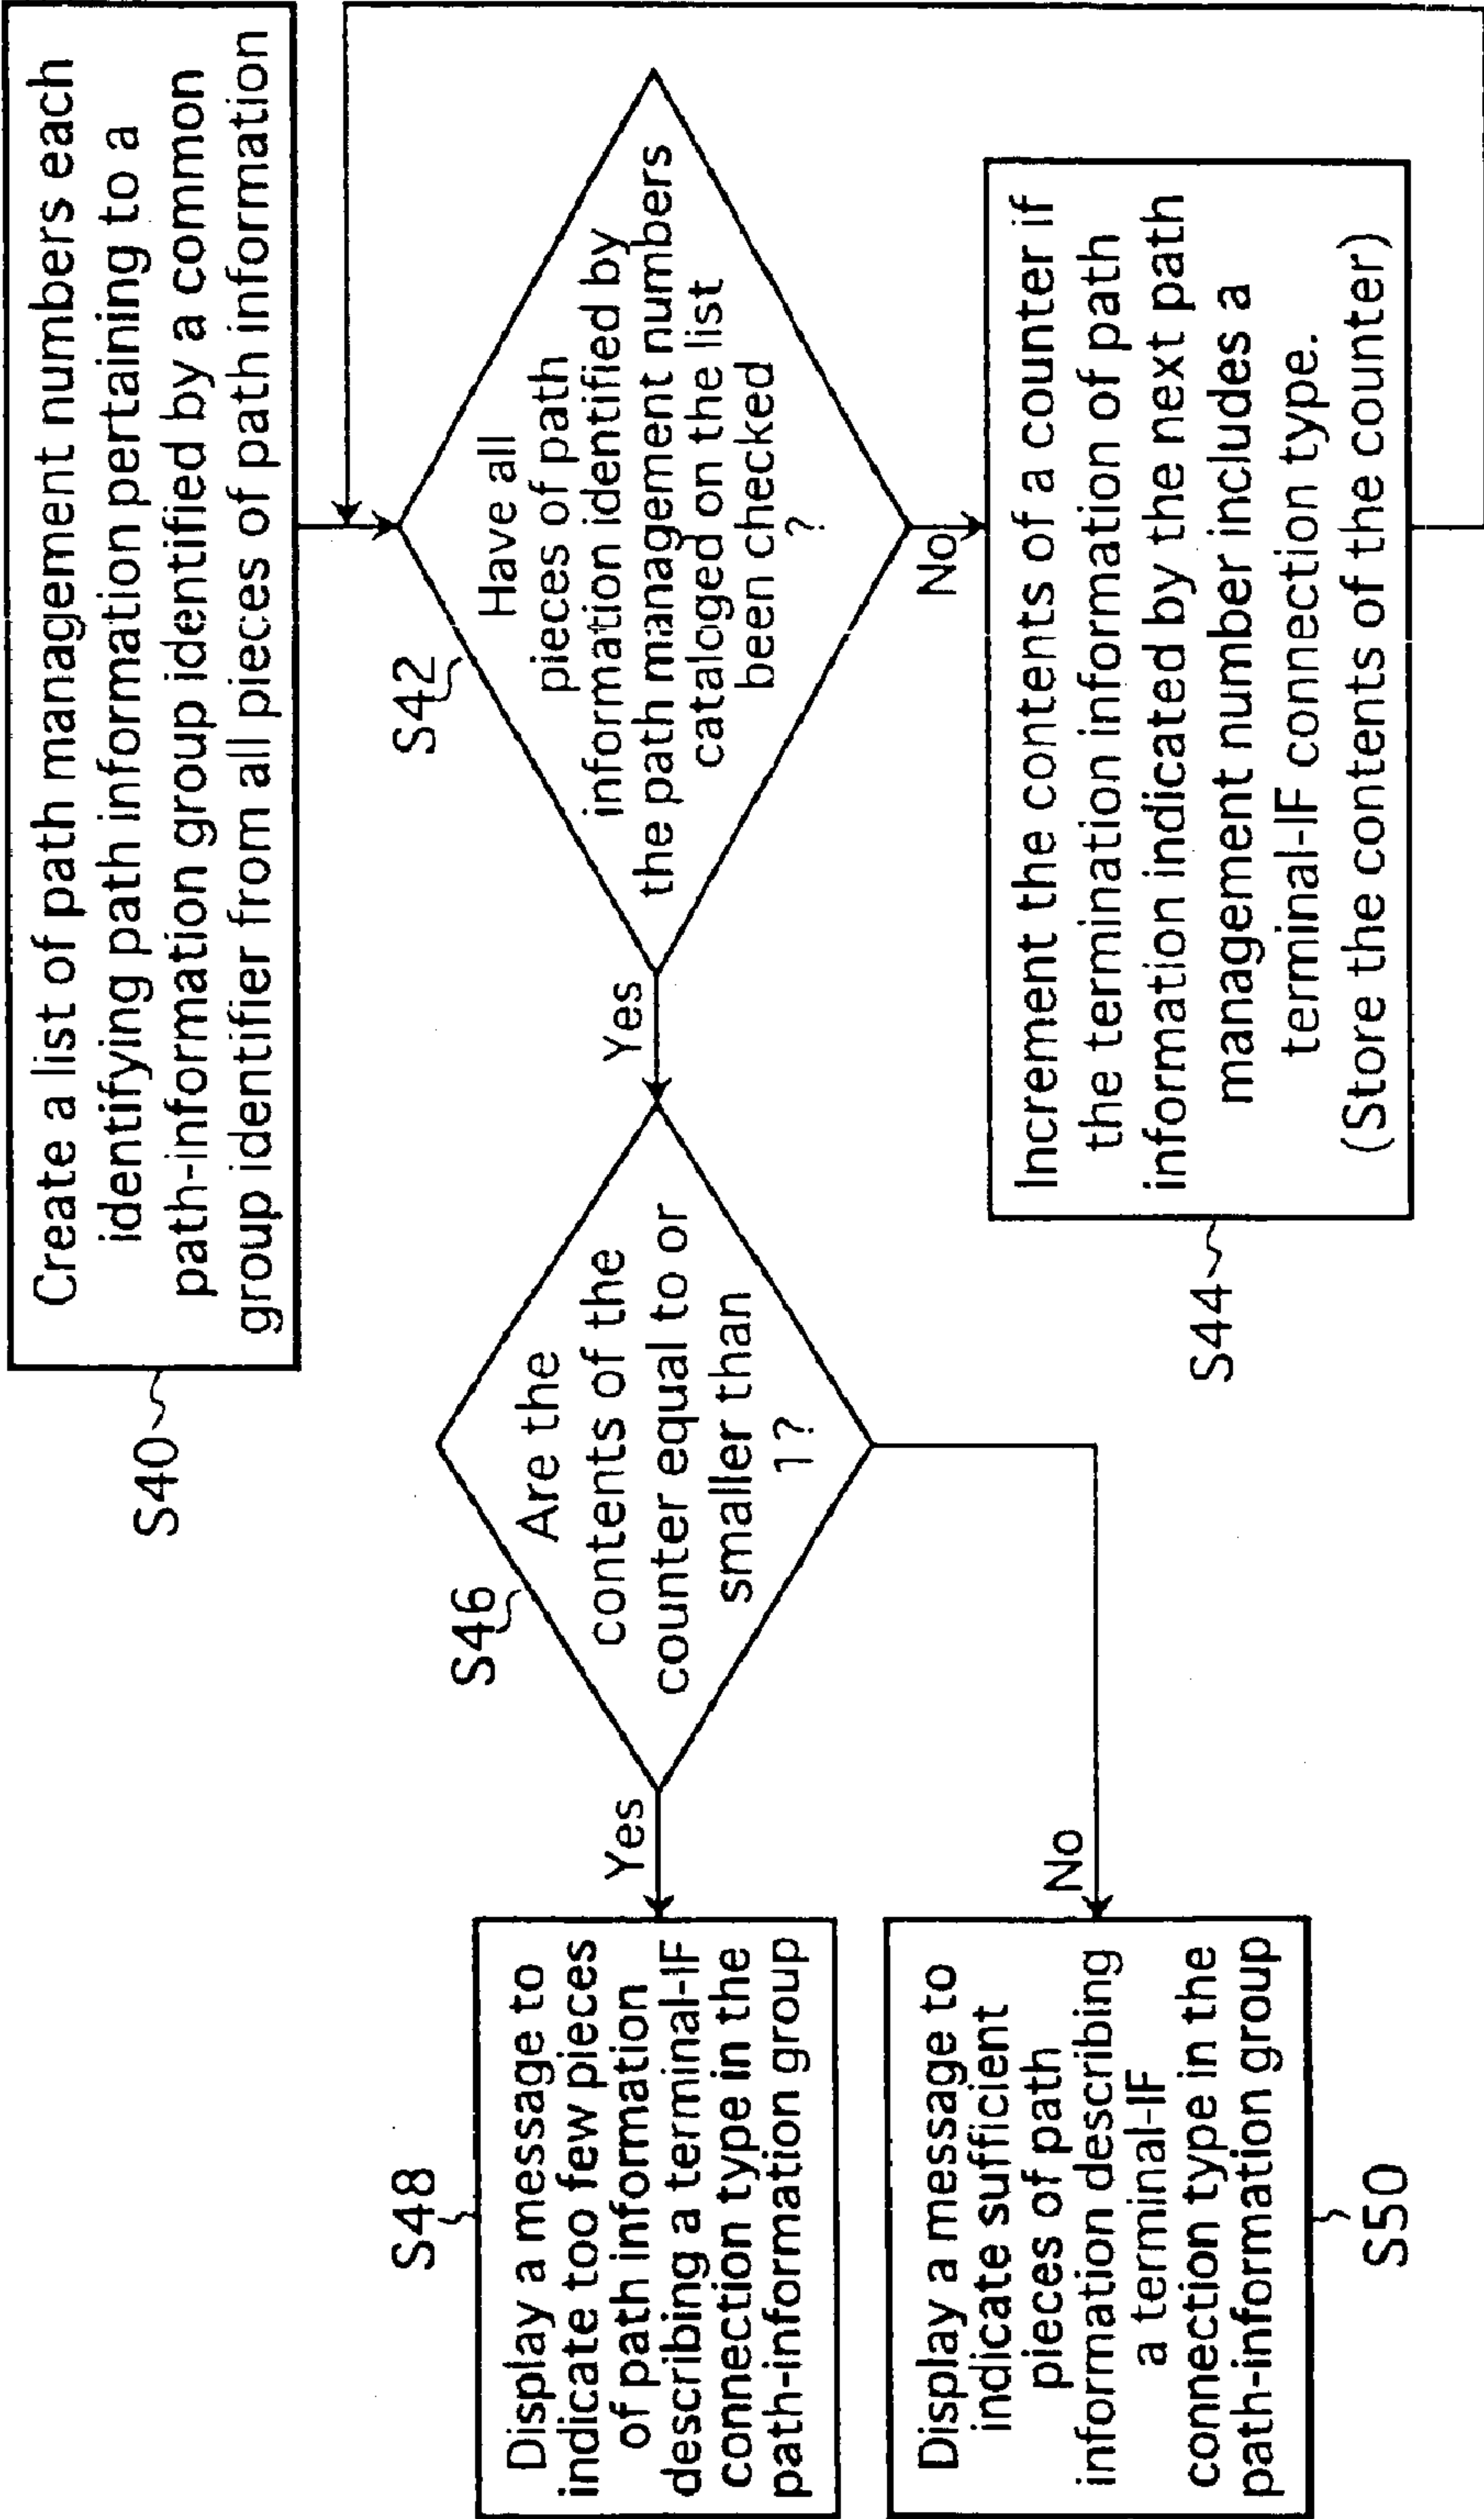 S40
Create a list of path management numbers each
identifying path information pertaining to a
path-information group identified by a common
group identifier from all pieces of path information
S42
Have all
pieces of path
information identified by
the path management numbers
cataloged on the list
been checked
?
Yes
No
S44
Increment the contents of a counter if
the termination information of path
information indicated by the next path
management number includes a
terminal-IF connection type.
(Store the contents of the counter)
S46
Are the
contents of the
counter equal to or
smaller than
1?
Yes
No
S48
Display a message to
indicate too few pieces
of path information
describing a terminal-IF
connection type in the
path-information group
S50
Display a message to
indicate sufficient
pieces of path
information describing
a terminal-IF
connection type in the
path-information group